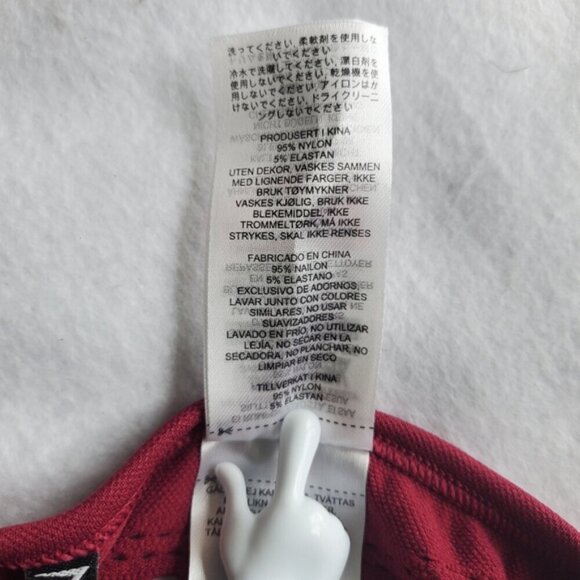 洗ってください, 柔軟剤を使用しな
いでください
冷水で洗濯してください, 漂白剤を
使用しないでください, 乾燥機を使
用しないでください, アイロンはか
けないでください, ドライクリーニ
ングしないでください
PRODUSERT I KINA
95% NYLON
5% ELASTAN
UTEN DEKOR, VASKES SAMMEN
MED LIGNENDE FARGER, IKKE
BRUK TØYMYKNER
VASKES KJØLIG, BRUK IKKE
BLEKEMIDDEL, IKKE
TROMMELTØRK, MÅ IKKE
STRYKES, SKAL IKKE RENSES
FABRICADO EN CHINA
95% NAILON
5% ELASTANO
EXCLUSIVO DE ADORNOS,
LAVAR JUNTO CON COLORES
SIMILARES, NO USAR
SUAVIZADORES
LAVADO EN FRÍO, NO UTILIZAR
LEJÍA, NO SECAR EN LA
SECADORA, NO PLANCHAR, NO
LIMPIAR EN SECO
TILLVERKAT I KINA
95% NYLON
5% ELASTAN
TVÄTTAS